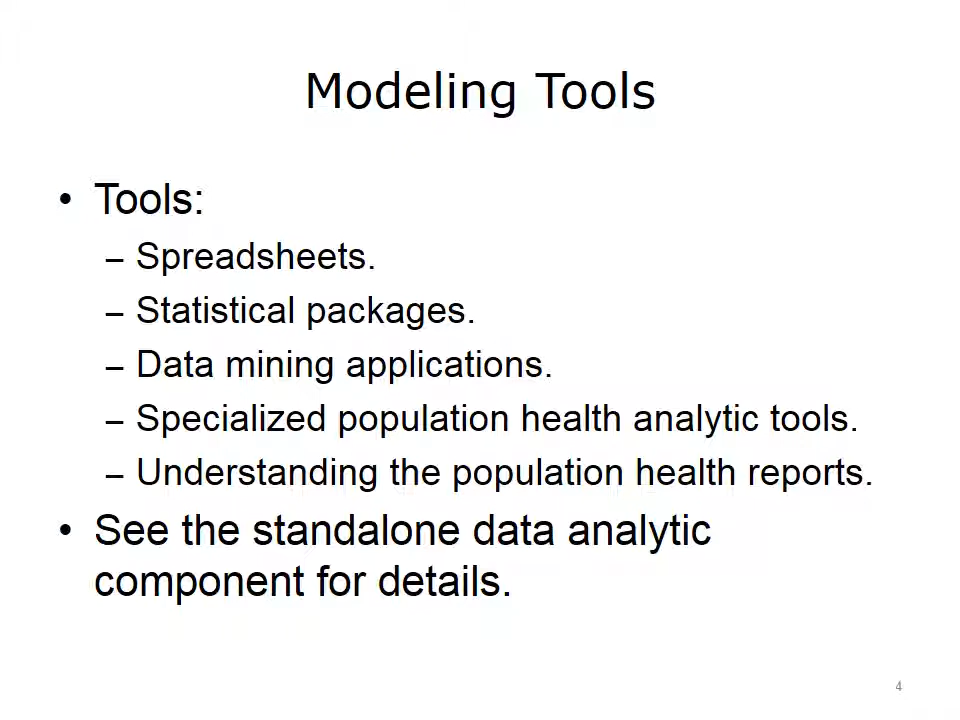 Modeling Tools
• Tools:
– Spreadsheets.
– Statistical packages.
– Data mining applications.
– Specialized population health analytic tools.
– Understanding the population health reports.
• See the standalone data analytic
component for details.
4